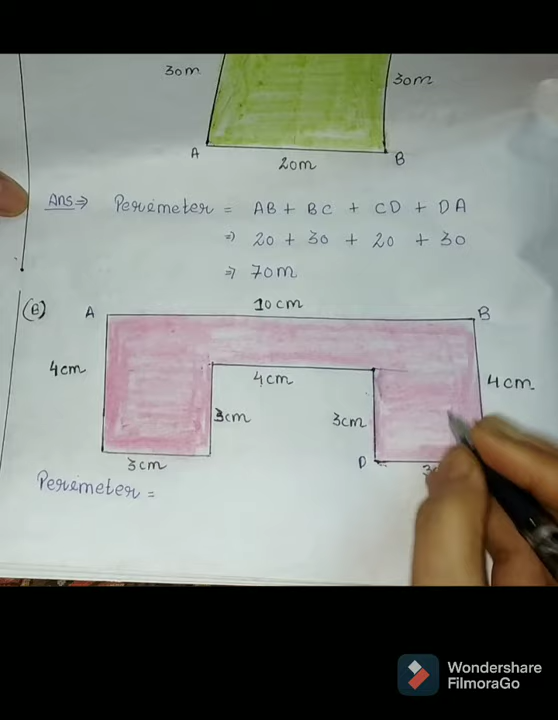 30m
30m
A
B
20m
Ans ⇒ Perimeter = AB + BC + CD + DA
⇒ 20 + 30 + 20 + 30
⇒ 70m
(B)
A
10cm
B
4cm
4cm
4cm
3cm
3cm
3cm
D
Perimeter =
Wondershare
FilmoraGo